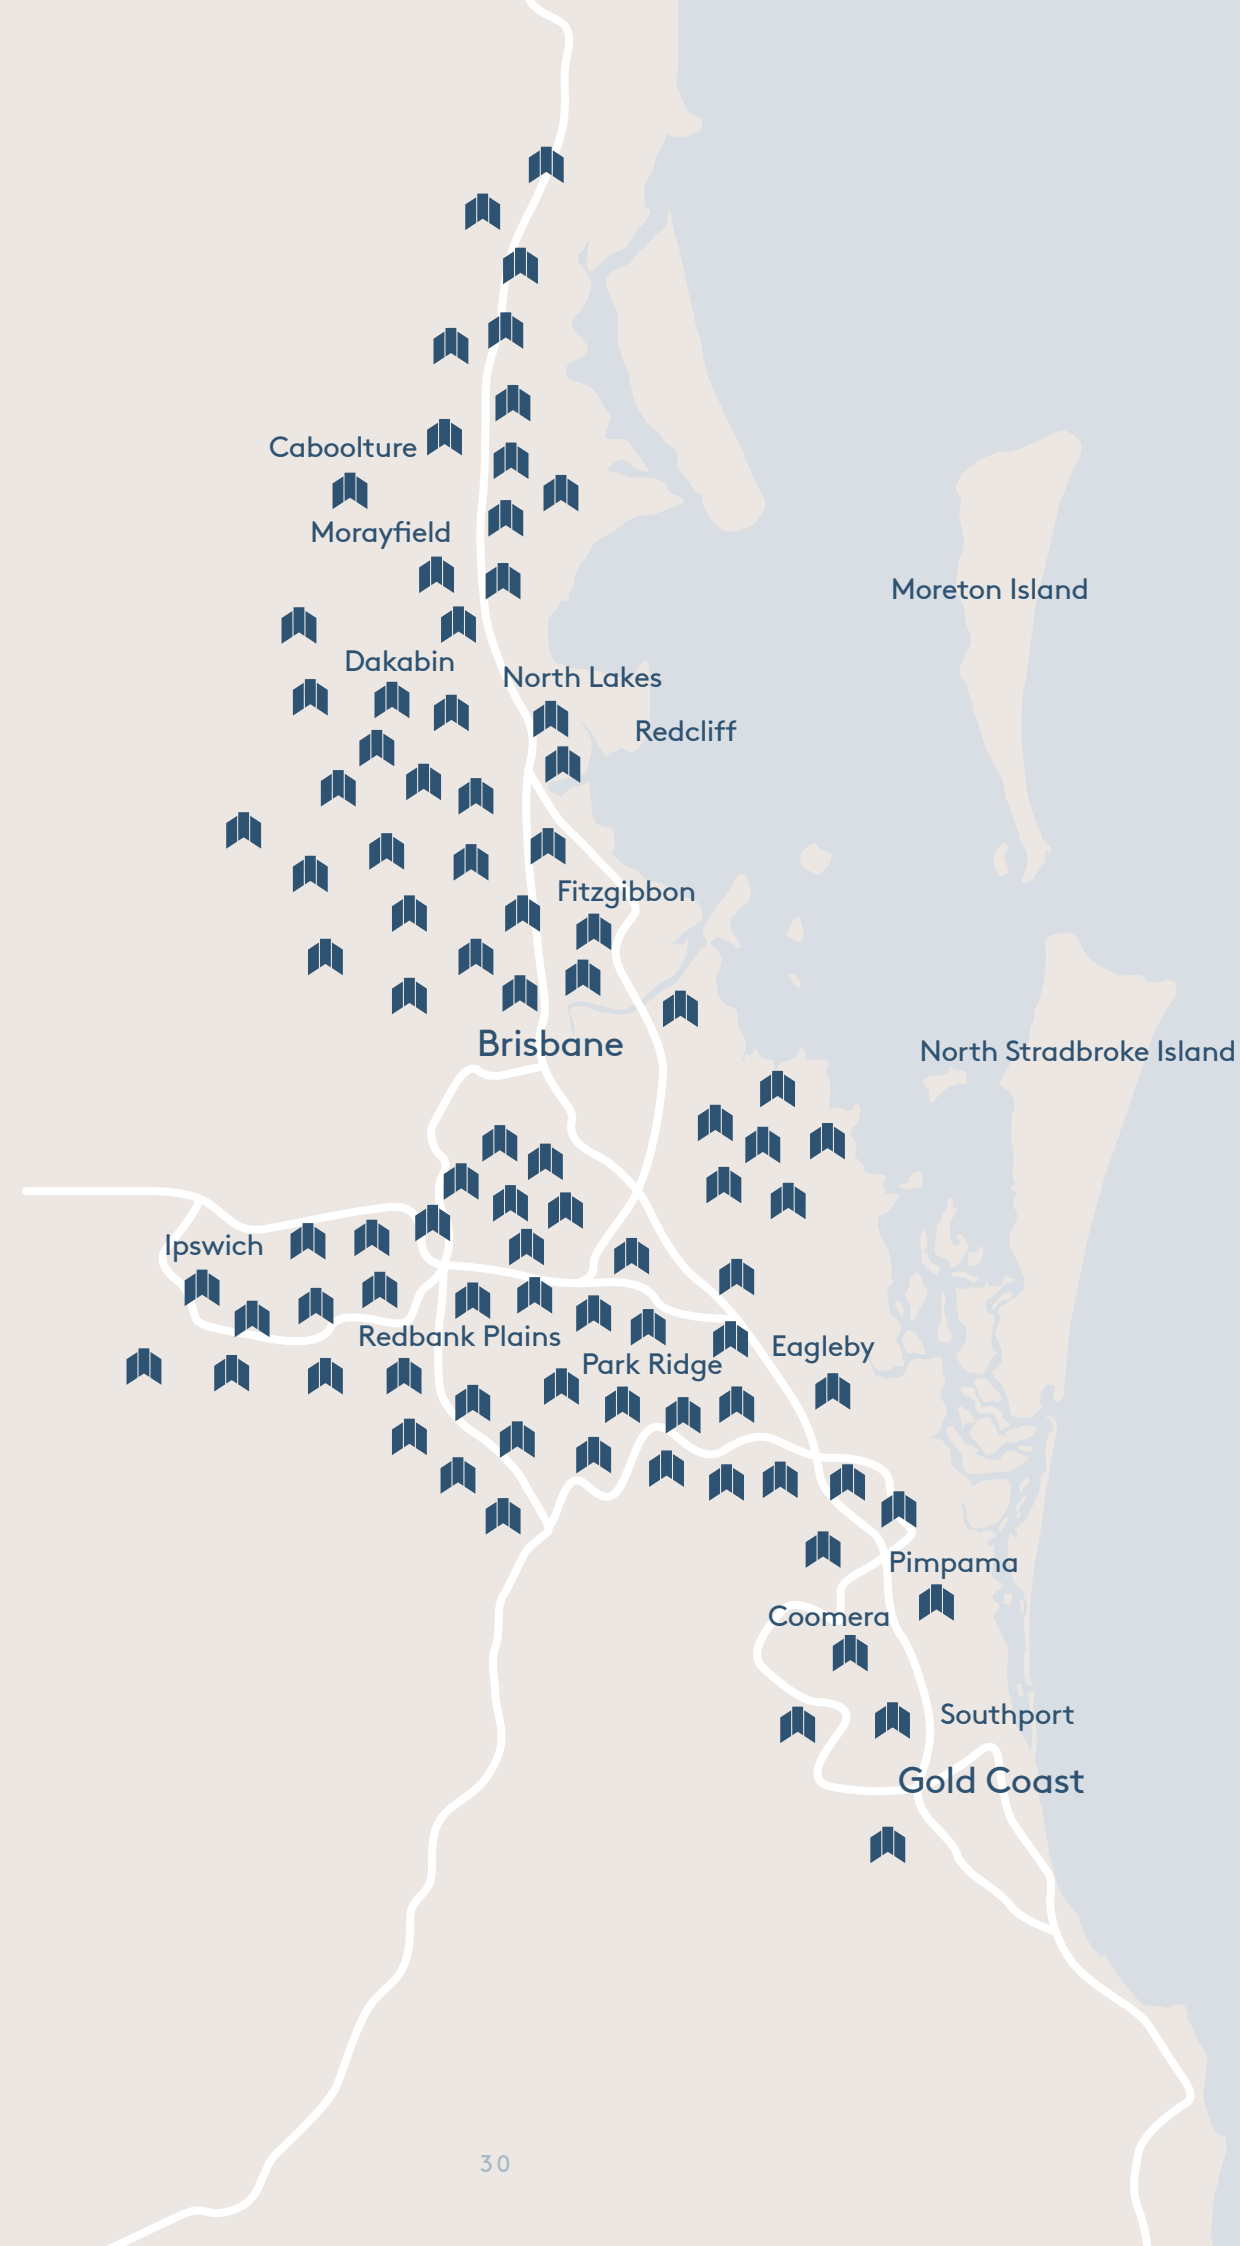 Caboolture
Morayfield
Moreton Island
Dakabin
North Lakes
Redcliff
Fitzgibbon
Brisbane
North Stradbroke Island
Ipswich
Redbank Plains
Eagleby
Park Ridge
Pimpama
Coomera
Southport
Gold Coast
30